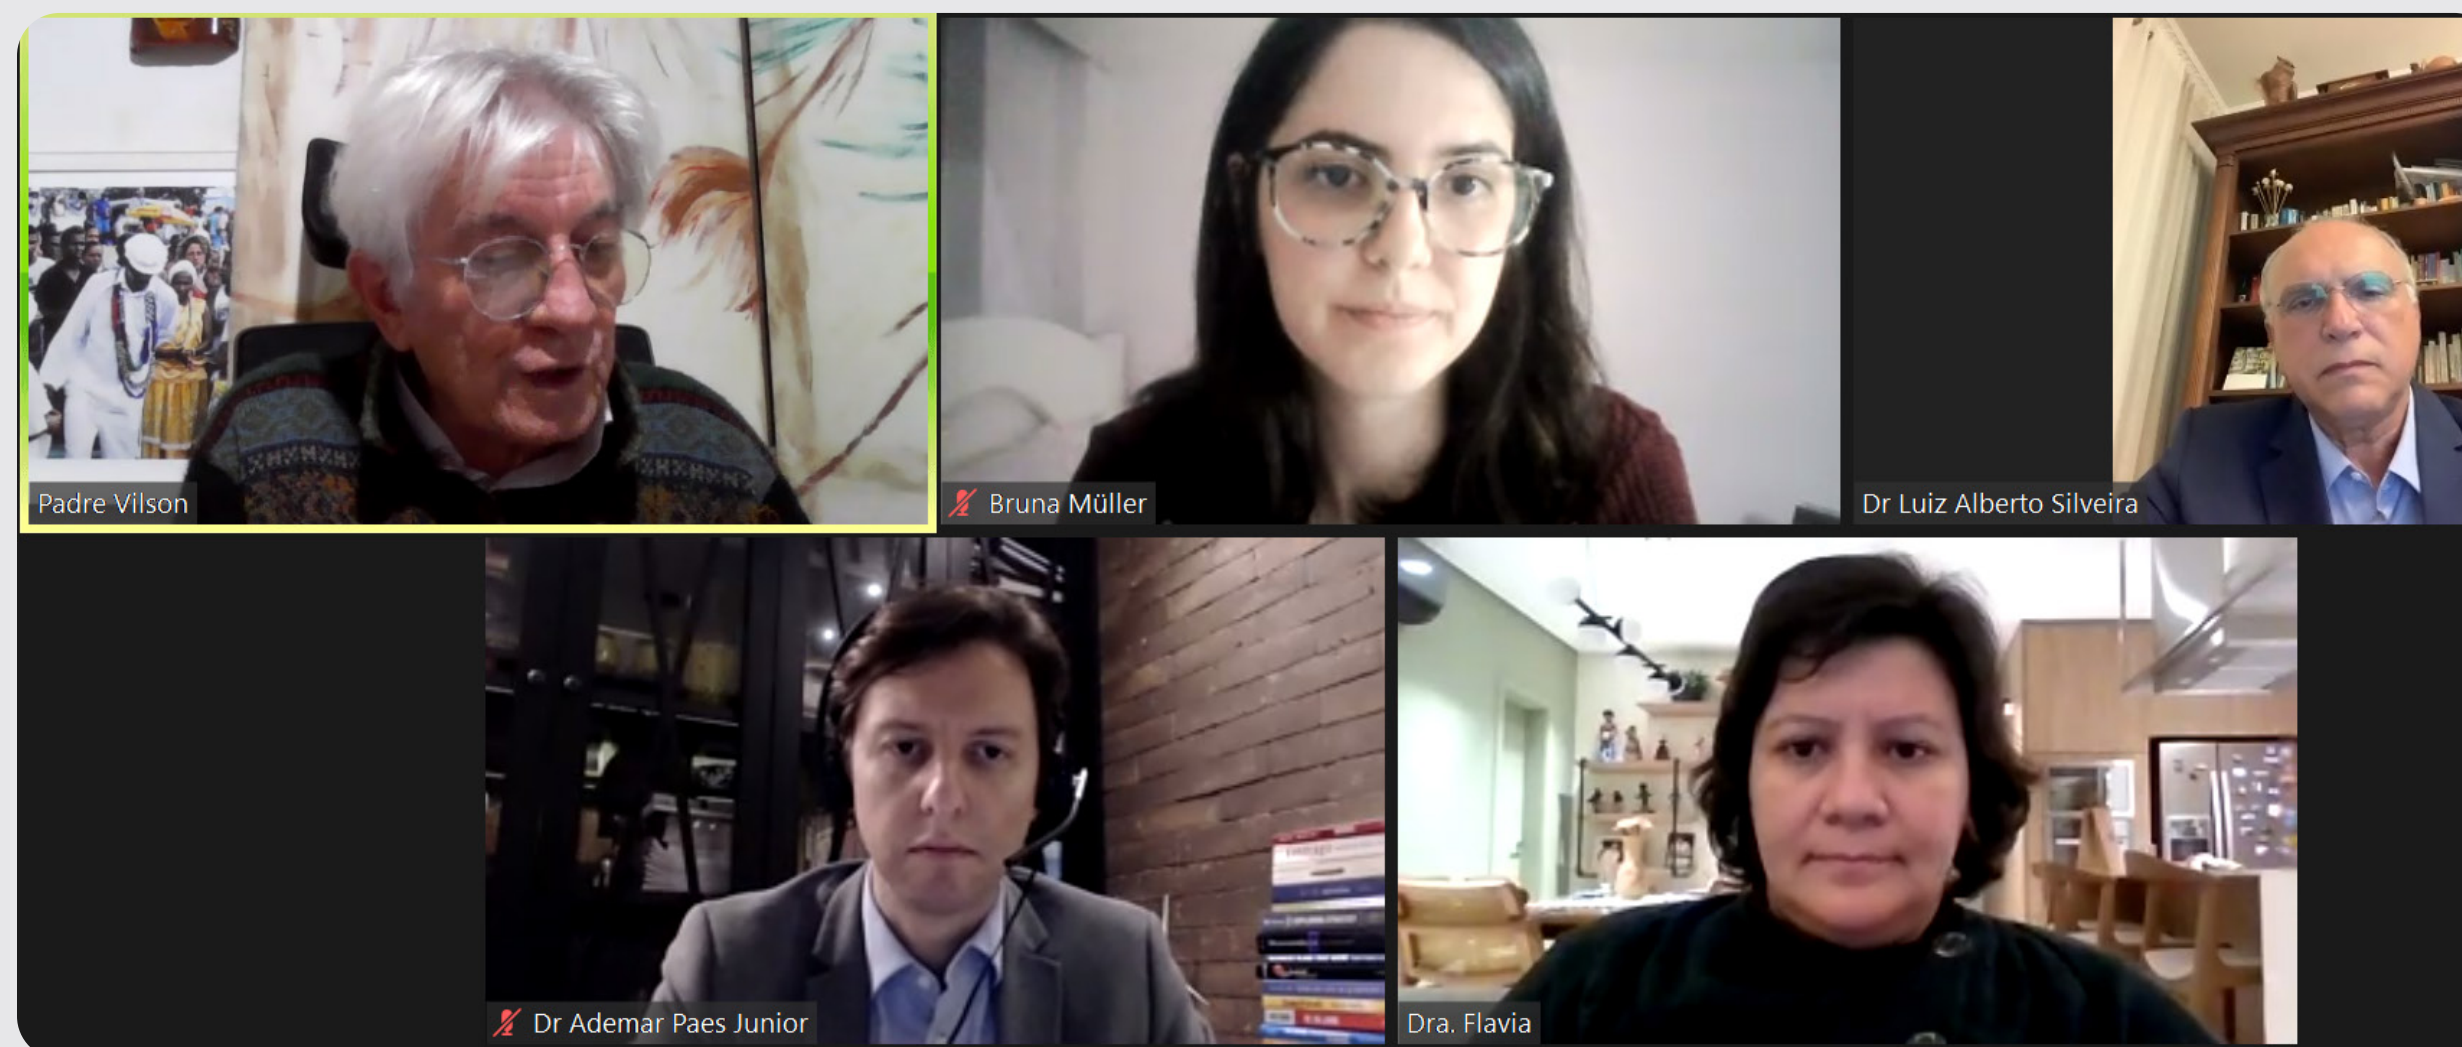 Padre Vilson
Bruna Müller
Dr Luiz Alberto Silveira
Dr Ademar Paes Junior
Dra. Flavia